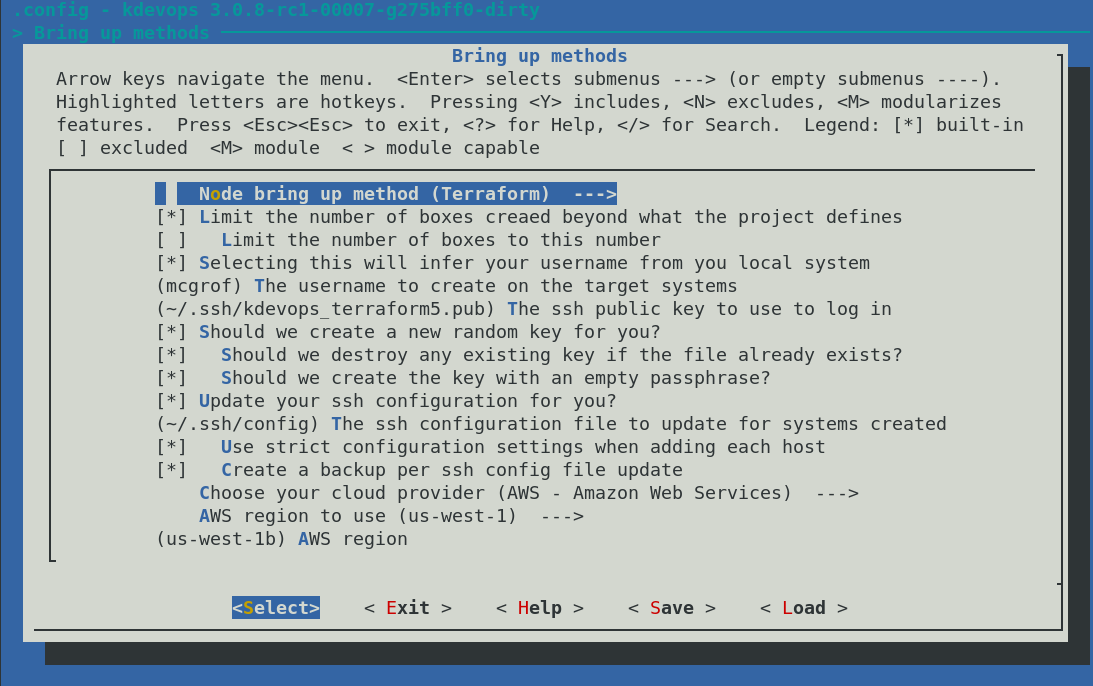 .config - kdevops 3.0.8-rc1-00007-g275bff0-dirty
> Bring up methods
Bring up methods
Arrow keys navigate the menu.  <Enter> selects submenus ---> (or empty submenus ----).
Highlighted letters are hotkeys.  Pressing <Y> includes, <N> excludes, <M> modularizes
features.  Press <Esc><Esc> to exit, <?> for Help, </> for Search.  Legend: [*] built-in
[ ] excluded  <M> module  < > module capable
Node bring up method (Terraform)  --->
[*] Limit the number of boxes creaed beyond what the project defines
[ ]   Limit the number of boxes to this number
[*] Selecting this will infer your username from you local system
(mcgrof) The username to create on the target systems
(~/.ssh/kdevops_terraform5.pub) The ssh public key to use to log in
[*] Should we create a new random key for you?
[*]   Should we destroy any existing key if the file already exists?
[*]   Should we create the key with an empty passphrase?
[*] Update your ssh configuration for you?
(~/.ssh/config) The ssh configuration file to update for systems created
[*]   Use strict configuration settings when adding each host
[*]   Create a backup per ssh config file update
Choose your cloud provider (AWS - Amazon Web Services)  --->
AWS region to use (us-west-1)  --->
(us-west-1b) AWS region
<Select>    < Exit >    < Help >    < Save >    < Load >